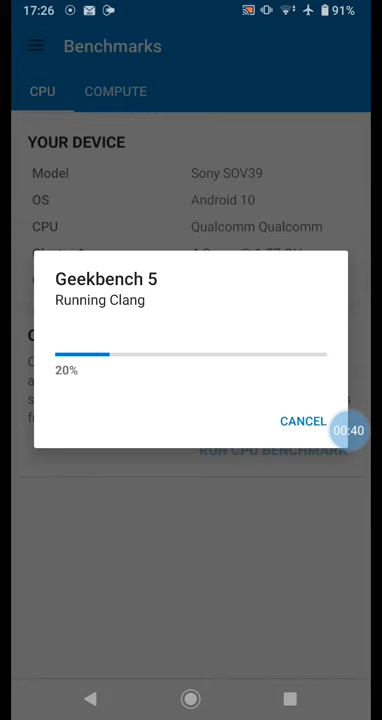 17:26 91%
Benchmarks
CPU COMPUTE
YOUR DEVICE
Model Sony SOV39
OS Android 10
CPU Qualcomm Qualcomm
Geekbench 5
Running Clang
20%
CANCEL
00:40
RUN CPU BENCHMARK